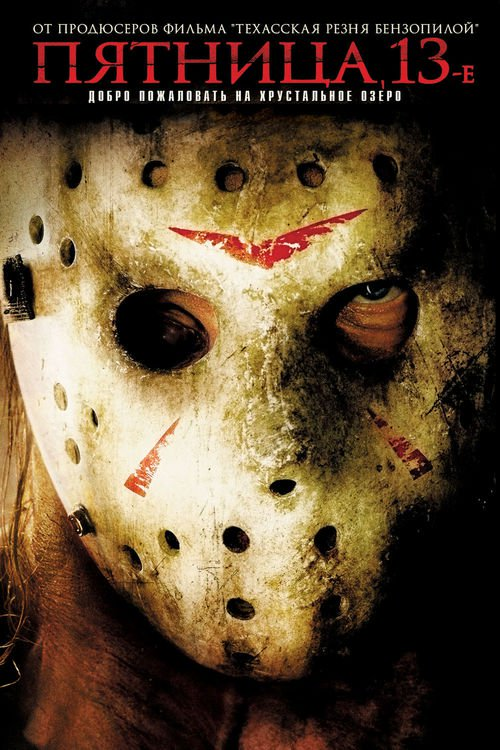 ОТ ПРОДЮСЕРОВ ФИЛЬМА "ТЕХАССКАЯ РЕЗНЯ БЕНЗОПИЛОЙ"
ПЯТНИЦА, 13-Е
ДОБРО ПОЖАЛОВАТЬ НА ХРУСТАЛЬНОЕ ОЗЕРО